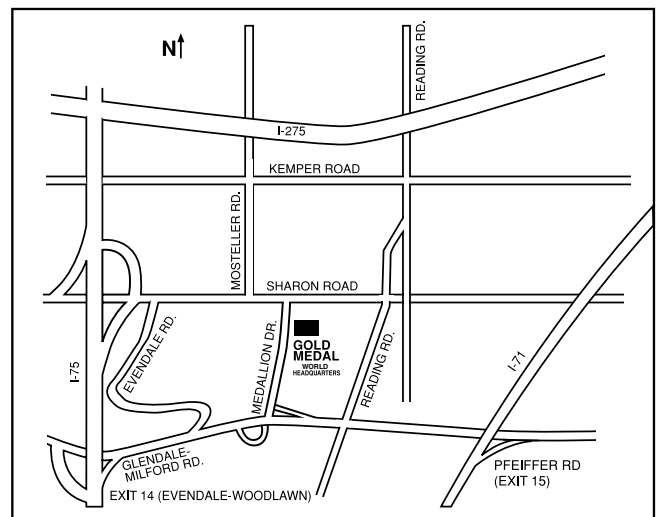 N
READING RD.
I-275
KEMPER ROAD
MOSTELLER RD.
SHARON ROAD
I-75
EVENDALE RD.
MEDALLION DR.
GOLD
MEDAL
WORLD
HEADQUARTERS
READING RD.
I-71
GLENDALE-
MILFORD RD.
PFEIFFER RD
(EXIT 15)
EXIT 14 (EVENDALE-WOODLAWN)